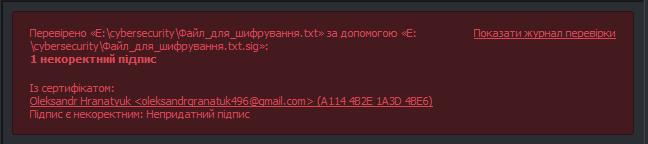 Перевірено «E:\cybersecurity\Файл_для_шифрування.txt» за допомогою «E:
\cybersecurity\Файл_для_шифрування.txt.sig»:
Показати журнал перевірки
1 некоректний підпис
Із сертифікатом:
Oleksandr Hranatyuk <oleksandrgranatuk496@gmail.com> (A114 4B2E 1A3D 4BE6)
Підпис є некоректним: Непридатний підпис